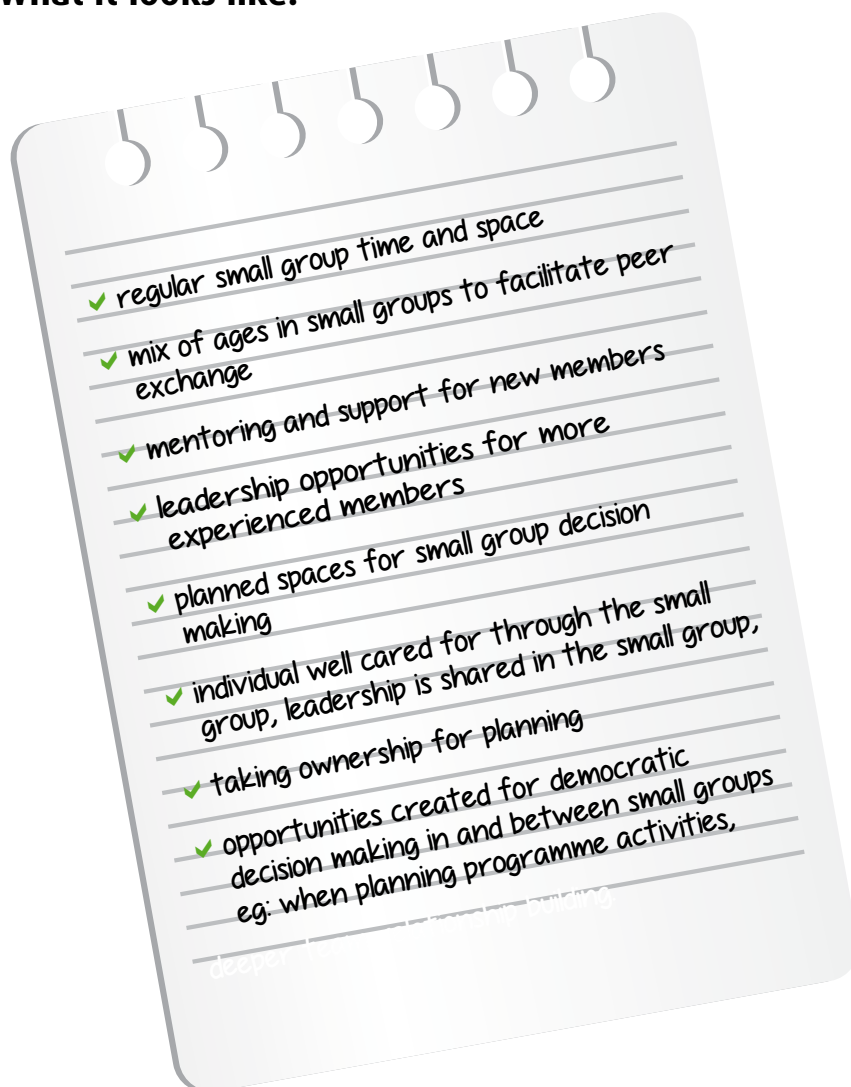 what it looks like:
regular small group time and space
mix of ages in small groups to facilitate peer
exchange
mentoring and support for new members
leadership opportunities for more
experienced members
planned spaces for small group decision
making
individual well cared for through the small
group, leadership is shared in the small group,
taking ownership for planning
opportunities created for democratic
decision making in and between small groups
eg: when planning programme activities,
deeper building.